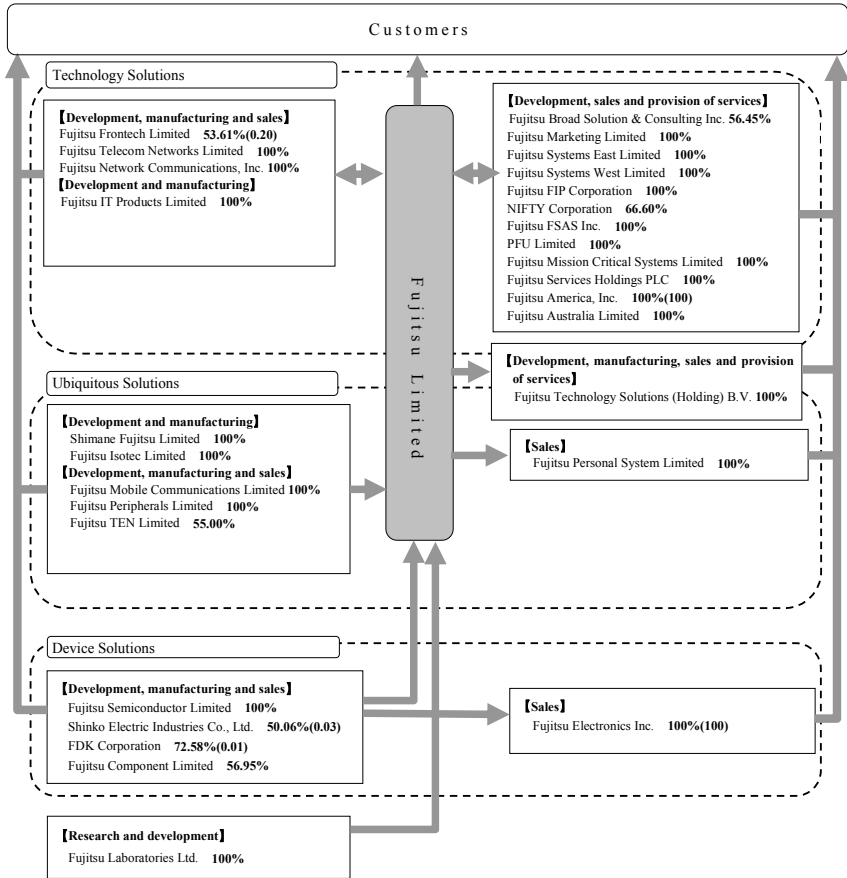 Customers
Technology Solutions
【Development, manufacturing and sales】
Fujitsu Frontech Limited 53.61%(0.20)
Fujitsu Telecom Networks Limited 100%
Fujitsu Network Communications, Inc. 100%
【Development and manufacturing】
Fujitsu IT Products Limited 100%
Fujitsu Limited
【Development, sales and provision of services】
Fujitsu Broad Solution & Consulting Inc. 56.45%
Fujitsu Marketing Limited 100%
Fujitsu Systems East Limited 100%
Fujitsu Systems West Limited 100%
Fujitsu FIP Corporation 100%
NIFTY Corporation 66.60%
Fujitsu FSAS Inc. 100%
PFU Limited 100%
Fujitsu Mission Critical Systems Limited 100%
Fujitsu Services Holdings PLC 100%
Fujitsu America, Inc. 100%(100)
Fujitsu Australia Limited 100%
【Development, manufacturing, sales and provision
of services】
Fujitsu Technology Solutions (Holding) B.V. 100%
Ubiquitous Solutions
【Development and manufacturing】
Shimane Fujitsu Limited 100%
Fujitsu Isotec Limited 100%
【Development, manufacturing and sales】
Fujitsu Mobile Communications Limited 100%
Fujitsu Peripherals Limited 100%
Fujitsu TEN Limited 55.00%
【Sales】
Fujitsu Personal System Limited 100%
Device Solutions
【Development, manufacturing and sales】
Fujitsu Semiconductor Limited 100%
Shinko Electric Industries Co., Ltd. 50.06%(0.03)
FDK Corporation 72.58%(0.01)
Fujitsu Component Limited 56.95%
【Sales】
Fujitsu Electronics Inc. 100%(100)
【Research and development】
Fujitsu Laboratories Ltd. 100%